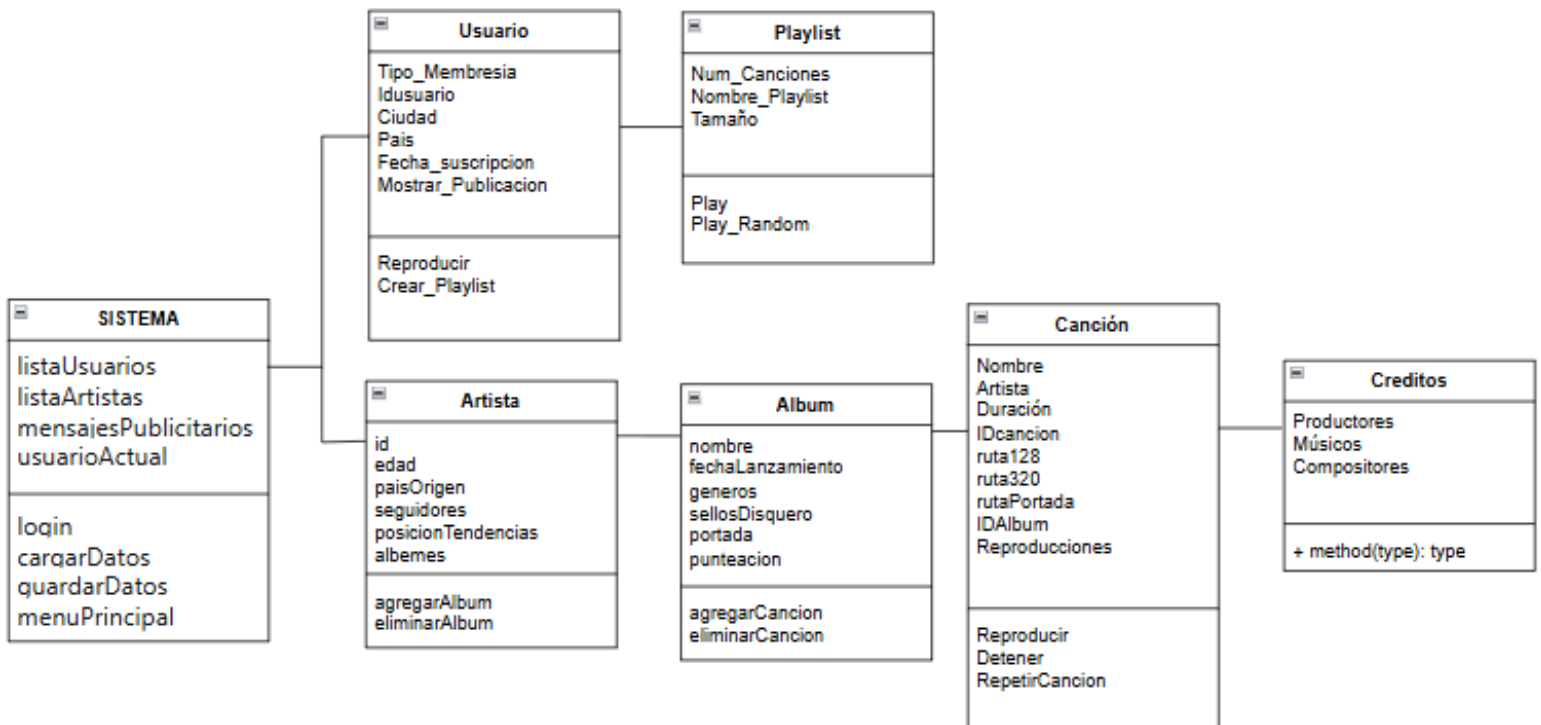 Usuario
Tipo_Membresia
Idusuario
Ciudad
Pais
Fecha_suscripcion
Mostrar_Publicacion
Reproducir
Crear_Playlist
Playlist
Num_Canciones
Nombre_Playlist
Tamaño
Play
Play_Random
SISTEMA
listaUsuarios
listaArtistas
mensajesPublicitarios
usuarioActual
login
cargarDatos
guardarDatos
menuPrincipal
Artista
id
edad
paisOrigen
seguidores
posicionTendencias
albemes
agregarAlbum
eliminarAlbum
Album
nombre
fechaLanzamiento
generos
sellosDisquero
portada
punteacion
agregarCancion
eliminarCancion
Canción
Nombre
Artista
Duración
IDcancion
ruta128
ruta320
rutaPortada
IDAlbum
Reproducciones
Reproducir
Detener
RepetirCancion
Creditos
Productores
Músicos
Compositores
+ method(type): type